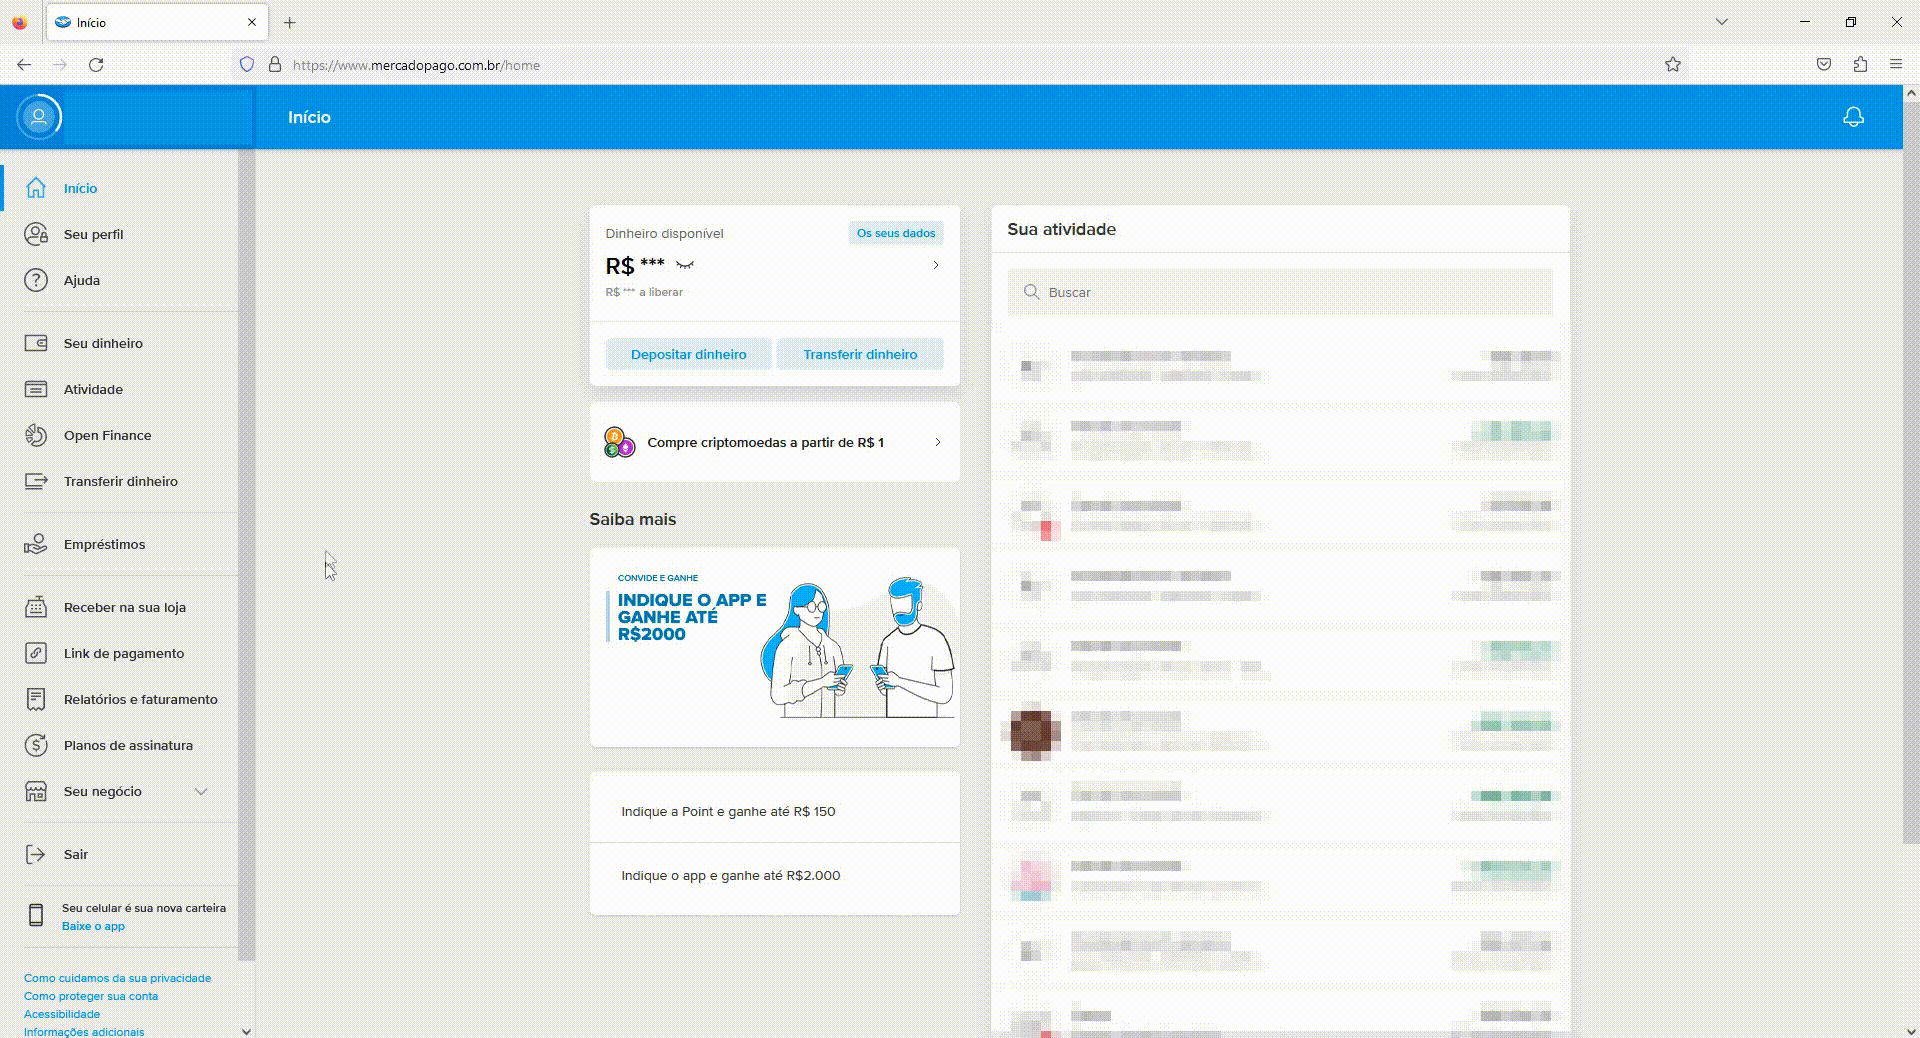 Início
https://www.mercadopago.com.br/home
Início
Início
Seu perfil
Ajuda
Seu dinheiro
Atividade
Open Finance
Transferir dinheiro
Empréstimos
Receber na sua loja
Link de pagamento
Relatórios e faturamento
Planos de assinatura
Seu negócio
Sair
Seu celular é sua nova carteira
Baixe o app
Como cuidamos da sua privacidade
Como proteger sua conta
Acessibilidade
Informações adicionais
Dinheiro disponível
Os seus dados
R$ ***
R$ *** a liberar
Depositar dinheiro
Transferir dinheiro
Compre criptomoedas a partir de R$ 1
Saiba mais
CONVIDE E GANHE
INDIQUE O APP E
GANHE ATÉ
R$2000
Indique a Point e ganhe até R$ 150
Indique o app e ganhe até R$2.000
Sua atividade
Buscar